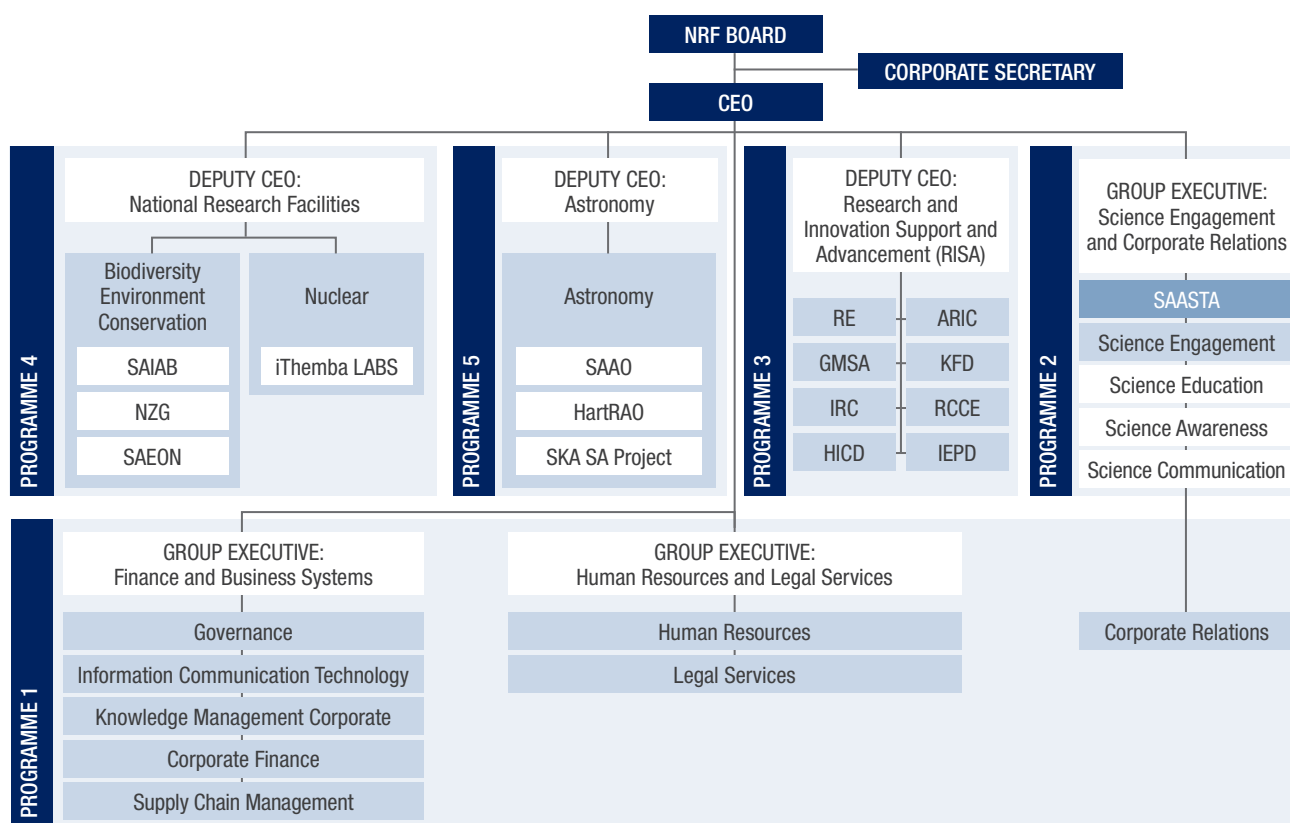 NRF BOARD
CORPORATE SECRETARY
CEO
PROGRAMME 4
DEPUTY CEO:
National Research Facilities
Biodiversity
Environment
Conservation
SAIAB
NZG
SAEON
Nuclear
iThemba LABS
PROGRAMME 5
DEPUTY CEO:
Astronomy
Astronomy
SAAO
HartRAO
SKA SA Project
PROGRAMME 3
DEPUTY CEO:
Research and
Innovation Support and
Advancement (RISA)
RE
ARIC
GMSA
KFD
IRC
RCCE
HICD
IEPD
PROGRAMME 2
GROUP EXECUTIVE:
Science Engagement
and Corporate Relations
SAASTA
Science Engagement
Science Education
Science Awareness
Science Communication
PROGRAMME 1
GROUP EXECUTIVE:
Finance and Business Systems
Governance
Information Communication Technology
Knowledge Management Corporate
Corporate Finance
Supply Chain Management
GROUP EXECUTIVE:
Human Resources and Legal Services
Human Resources
Legal Services
Corporate Relations